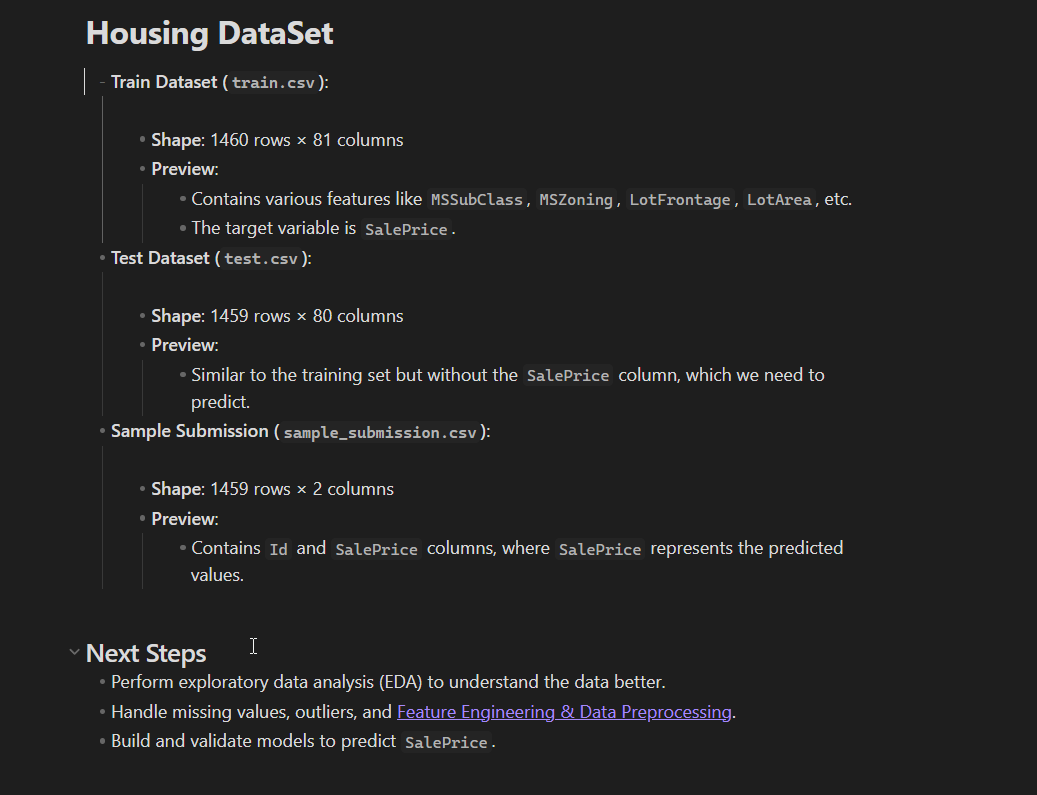 Housing DataSet
- Train Dataset (train.csv):
• Shape: 1460 rows × 81 columns
• Preview:
• Contains various features like MSSubClass, MSZoning, LotFrontage, LotArea, etc.
• The target variable is SalePrice.
• Test Dataset (test.csv):
• Shape: 1459 rows × 80 columns
• Preview:
• Similar to the training set but without the SalePrice column, which we need to
predict.
• Sample Submission (sample_submission.csv):
• Shape: 1459 rows × 2 columns
• Preview:
• Contains Id and SalePrice columns, where SalePrice represents the predicted
values.
Next Steps
• Perform exploratory data analysis (EDA) to understand the data better.
• Handle missing values, outliers, and Feature Engineering & Data Preprocessing.
• Build and validate models to predict SalePrice.